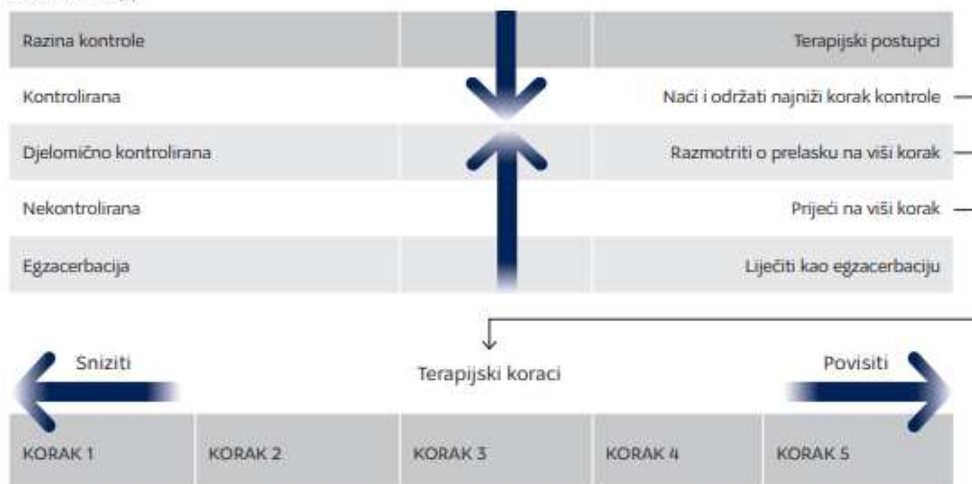 Razina kontrole Terapijski postupci
Kontrolirana Naći i održati najniži korak kontrole
Djelomično kontrolirana Razmotriti o prelasku na viši korak
Nekontrolirana Prijeći na viši korak
Egzacerbacija Liječiti kao egzacerbaciju
Sniziti Terapijski koraci Povisiti
KORAK 1 KORAK 2 KORAK 3 KORAK 4 KORAK 5